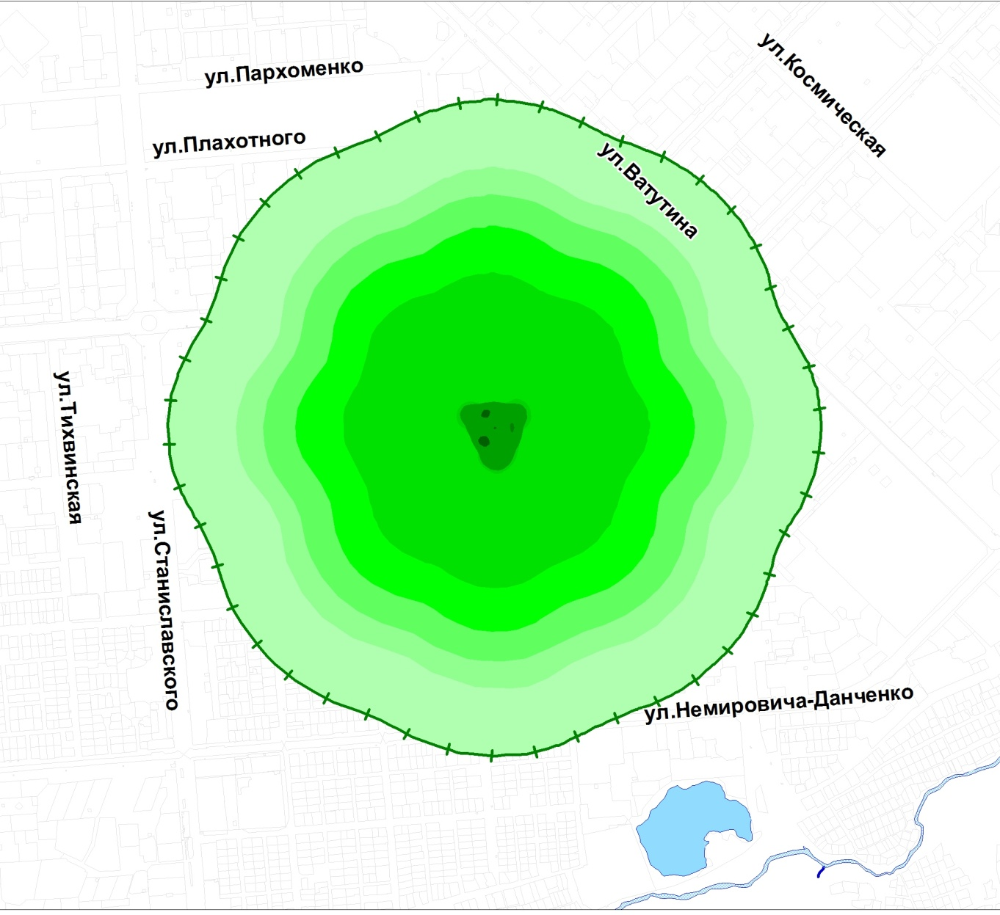 ул.Космическая
ул.Пархоменко
ул.Плахотного
ул.Ватутина
ул.Тихвинская
ул.Станиславского
ул.Немировича-Данченко